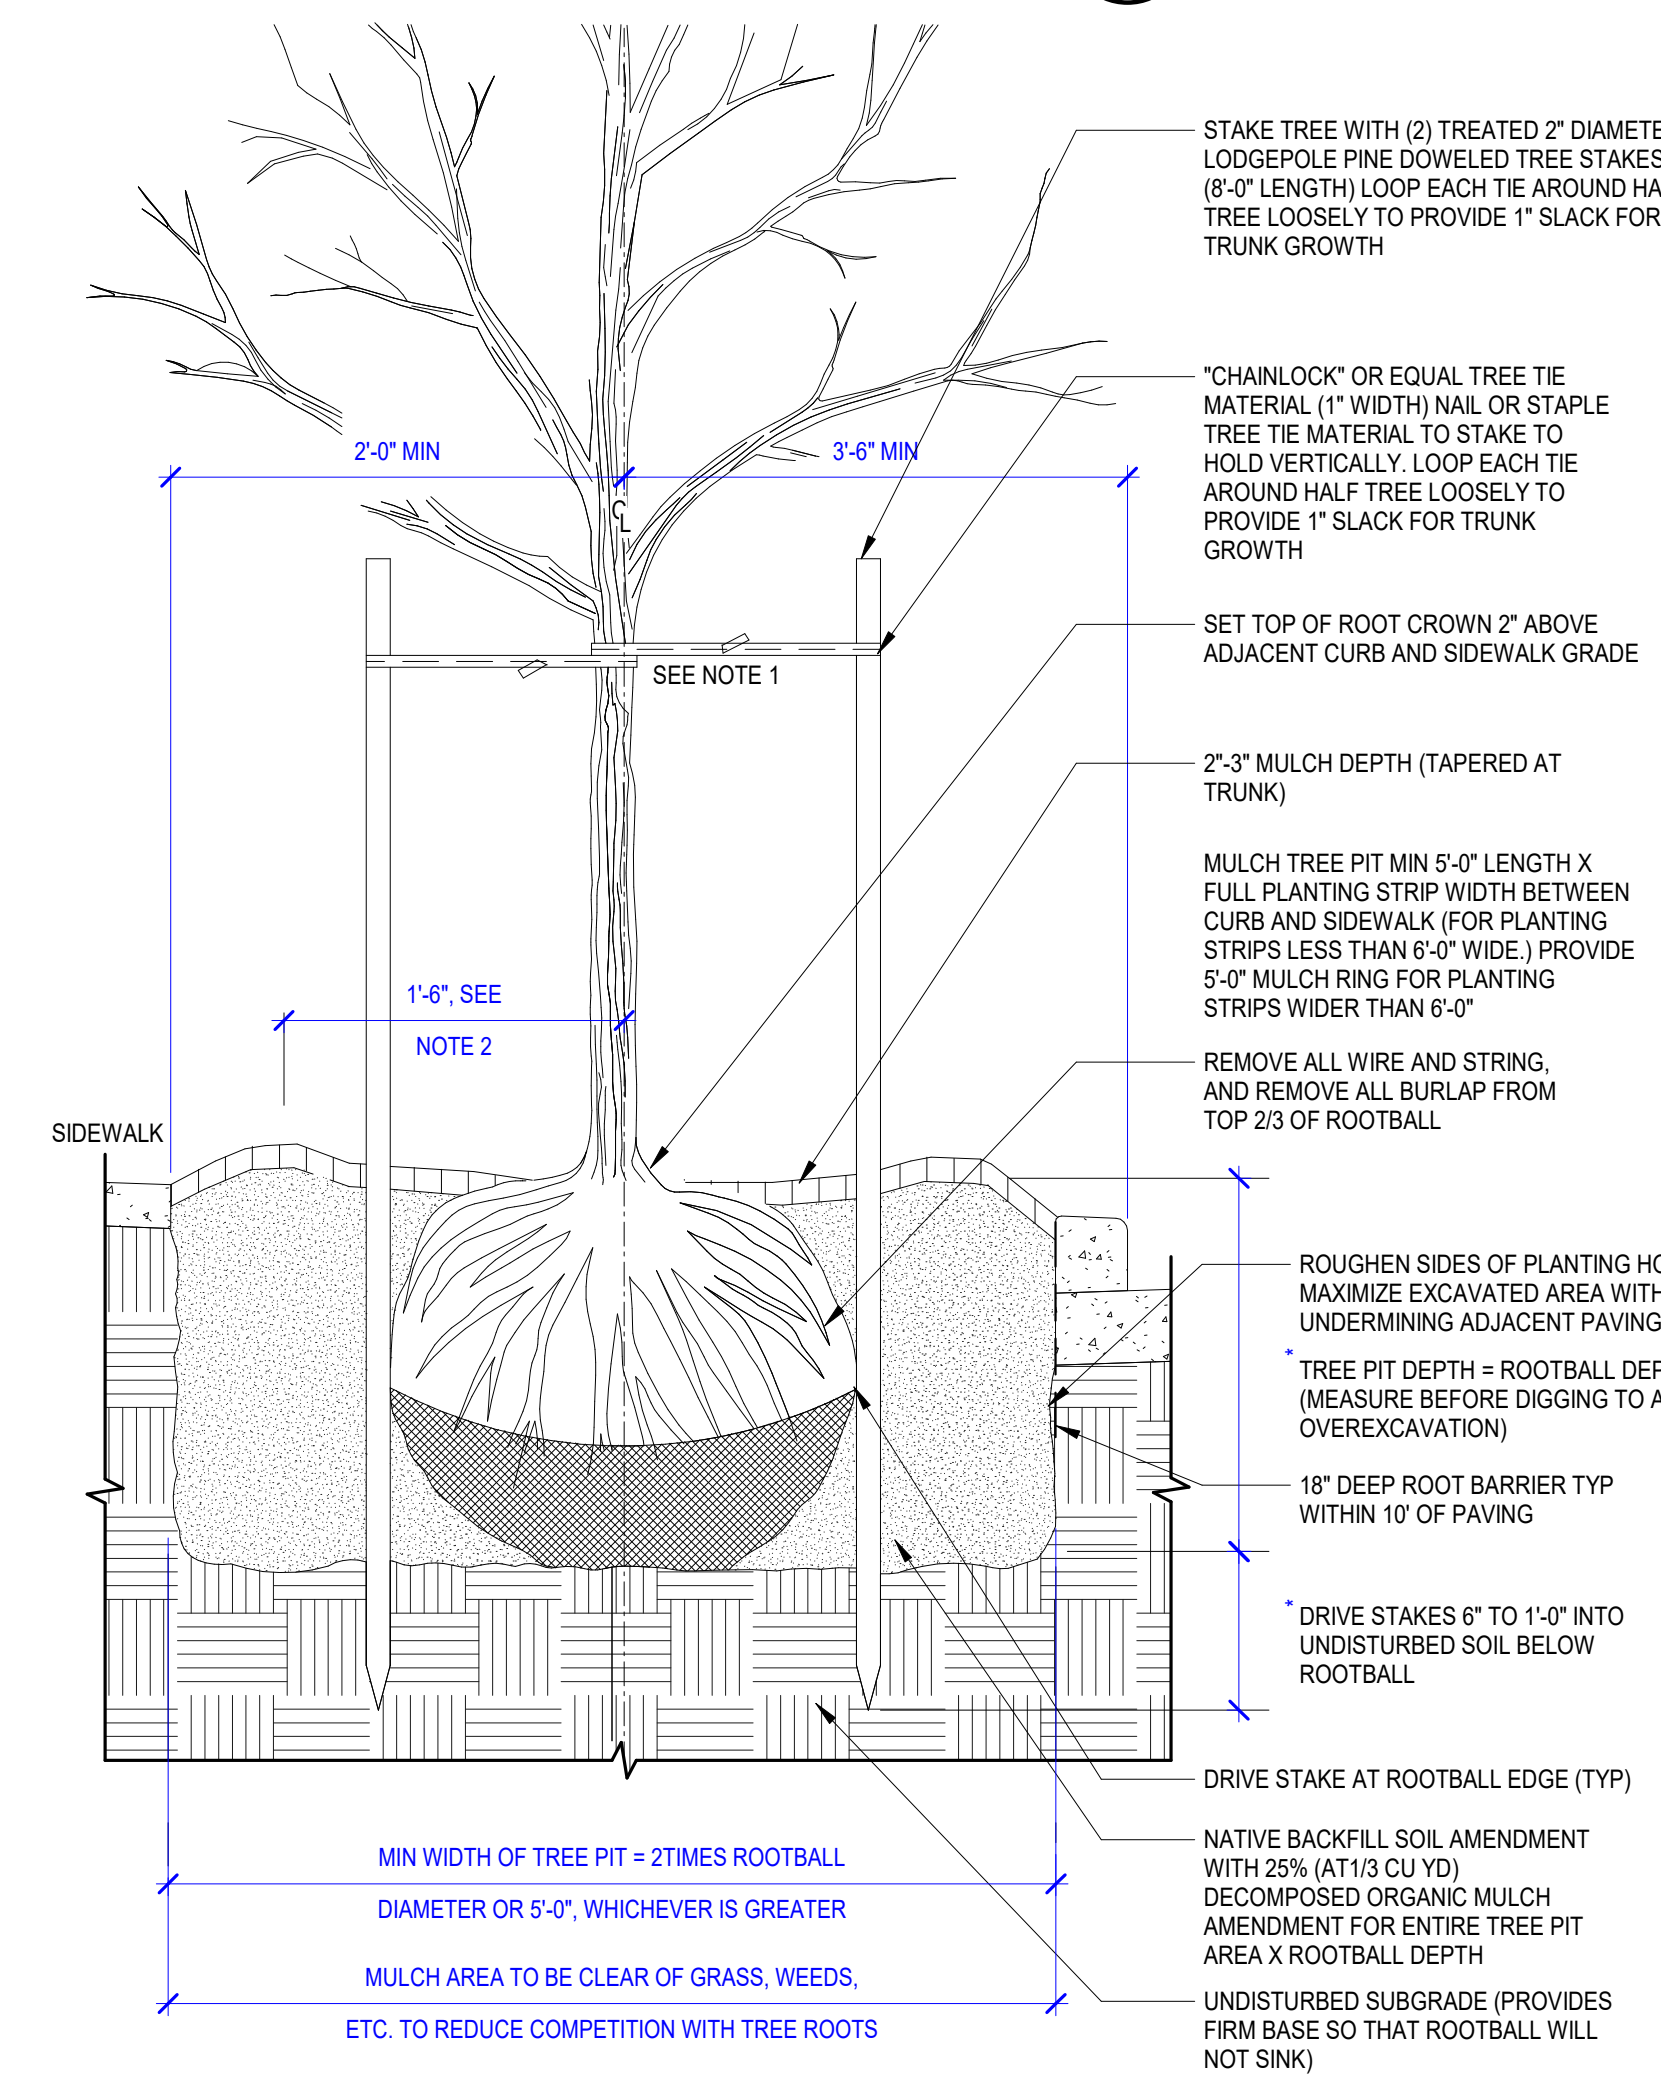 STAKE TREE WITH (2) TREATED 2" DIAMETE
LODGEPOLE PINE DOWELED TREE STAKES
(8'-0" LENGTH) LOOP EACH TIE AROUND HA
TREE LOOSELY TO PROVIDE 1" SLACK FOR
TRUNK GROWTH
"CHAINLOCK" OR EQUAL TREE TIE
MATERIAL (1" WIDTH) NAIL OR STAPLE
TREE TIE MATERIAL TO STAKE TO
HOLD VERTICALLY. LOOP EACH TIE
AROUND HALF TREE LOOSELY TO
PROVIDE 1" SLACK FOR TRUNK
GROWTH
2'-0" MIN
3'-6" MIN
CL
SET TOP OF ROOT CROWN 2" ABOVE
ADJACENT CURB AND SIDEWALK GRADE
SEE NOTE 1
2"-3" MULCH DEPTH (TAPERED AT
TRUNK)
MULCH TREE PIT MIN 5'-0" LENGTH X
FULL PLANTING STRIP WIDTH BETWEEN
CURB AND SIDEWALK (FOR PLANTING
STRIPS LESS THAN 6'-0" WIDE.) PROVIDE
5'-0" MULCH RING FOR PLANTING
STRIPS WIDER THAN 6'-0"
1'-6", SEE
NOTE 2
REMOVE ALL WIRE AND STRING,
AND REMOVE ALL BURLAP FROM
TOP 2/3 OF ROOTBALL
SIDEWALK
ROUGHEN SIDES OF PLANTING HO
MAXIMIZE EXCAVATED AREA WITH
UNDERMINING ADJACENT PAVING
* TREE PIT DEPTH = ROOTBALL DEP
(MEASURE BEFORE DIGGING TO A
OVEREXCAVATION)
18" DEEP ROOT BARRIER TYP
WITHIN 10' OF PAVING
* DRIVE STAKES 6" TO 1'-0" INTO
UNDISTURBED SOIL BELOW
ROOTBALL
DRIVE STAKE AT ROOTBALL EDGE (TYP)
NATIVE BACKFILL SOIL AMENDMENT
WITH 25% (AT1/3 CU YD)
DECOMPOSED ORGANIC MULCH
AMENDMENT FOR ENTIRE TREE PIT
AREA X ROOTBALL DEPTH
UNDISTURBED SUBGRADE (PROVIDES
FIRM BASE SO THAT ROOTBALL WILL
NOT SINK)
MIN WIDTH OF TREE PIT = 2TIMES ROOTBALL
DIAMETER OR 5'-0", WHICHEVER IS GREATER
MULCH AREA TO BE CLEAR OF GRASS, WEEDS,
ETC. TO REDUCE COMPETITION WITH TREE ROOTS